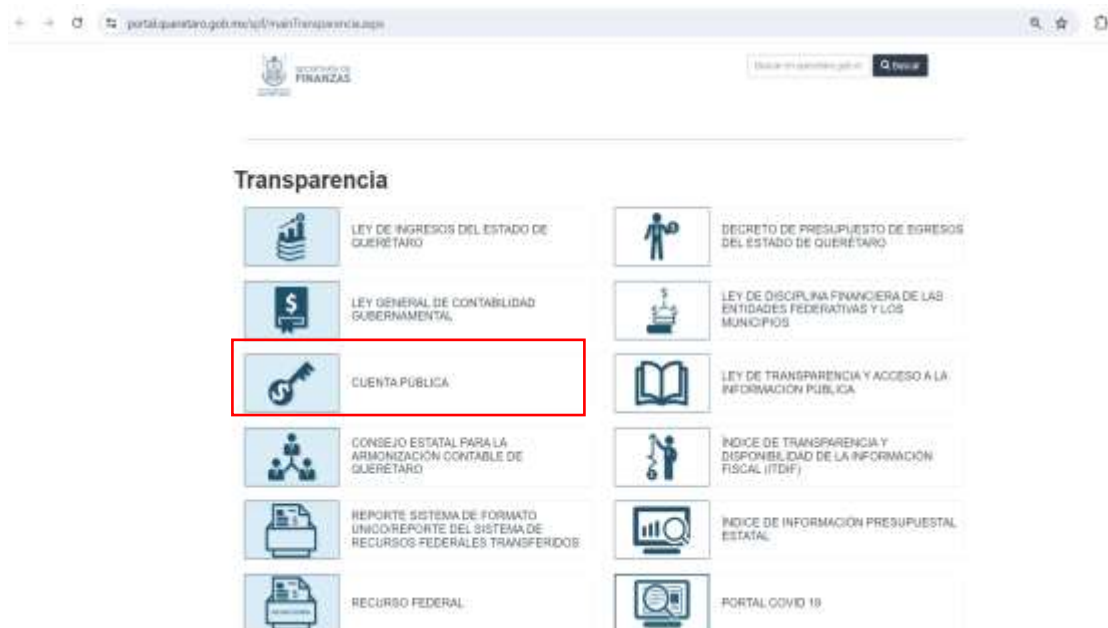 portal.queretaro.gob.mx/spf/mainTransparencia.aspx
SECRETARÍA DE
FINANZAS
Buscar
Transparencia
LEY DE INGRESOS DEL ESTADO DE
QUERÉTARO
DECRETO DE PRESUPUESTO DE EGRESOS
DEL ESTADO DE QUERÉTARO
LEY GENERAL DE CONTABILIDAD
GUBERNAMENTAL
LEY DE DISCIPLINA FINANCIERA DE LAS
ENTIDADES FEDERATIVAS Y LOS
MUNICIPIOS
CUENTA PÚBLICA
LEY DE TRANSPARENCIA Y ACCESO A LA
INFORMACIÓN PÚBLICA
CONSEJO ESTATAL PARA LA
ARMONIZACIÓN CONTABLE DE
QUERÉTARO
ÍNDICE DE TRANSPARENCIA Y
DISPONIBILIDAD DE LA INFORMACIÓN
FISCAL (ITDIF)
REPORTE SISTEMA DE FORMATO
UNICO/REPORTE DEL SISTEMA DE
RECURSOS FEDERALES TRANSFERIDOS
ÍNDICE DE INFORMACIÓN PRESUPUESTAL
ESTATAL
RECURSO FEDERAL
PORTAL COVID 19